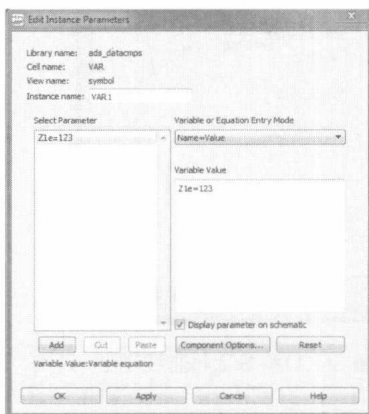 Edit Instance Parameters
Library name: ads_datacmps
Cell name: VAR
View name: symbol
Instance name: VAR1
Select Parameter
Z1e=123
Variable or Equation Entry Mode
Name=Value
Variable Value
Z1e=123
Display parameter on schematic
Add Cut Paste Component Options... Reset
Variable Value:Variable equation
OK Apply Cancel Help